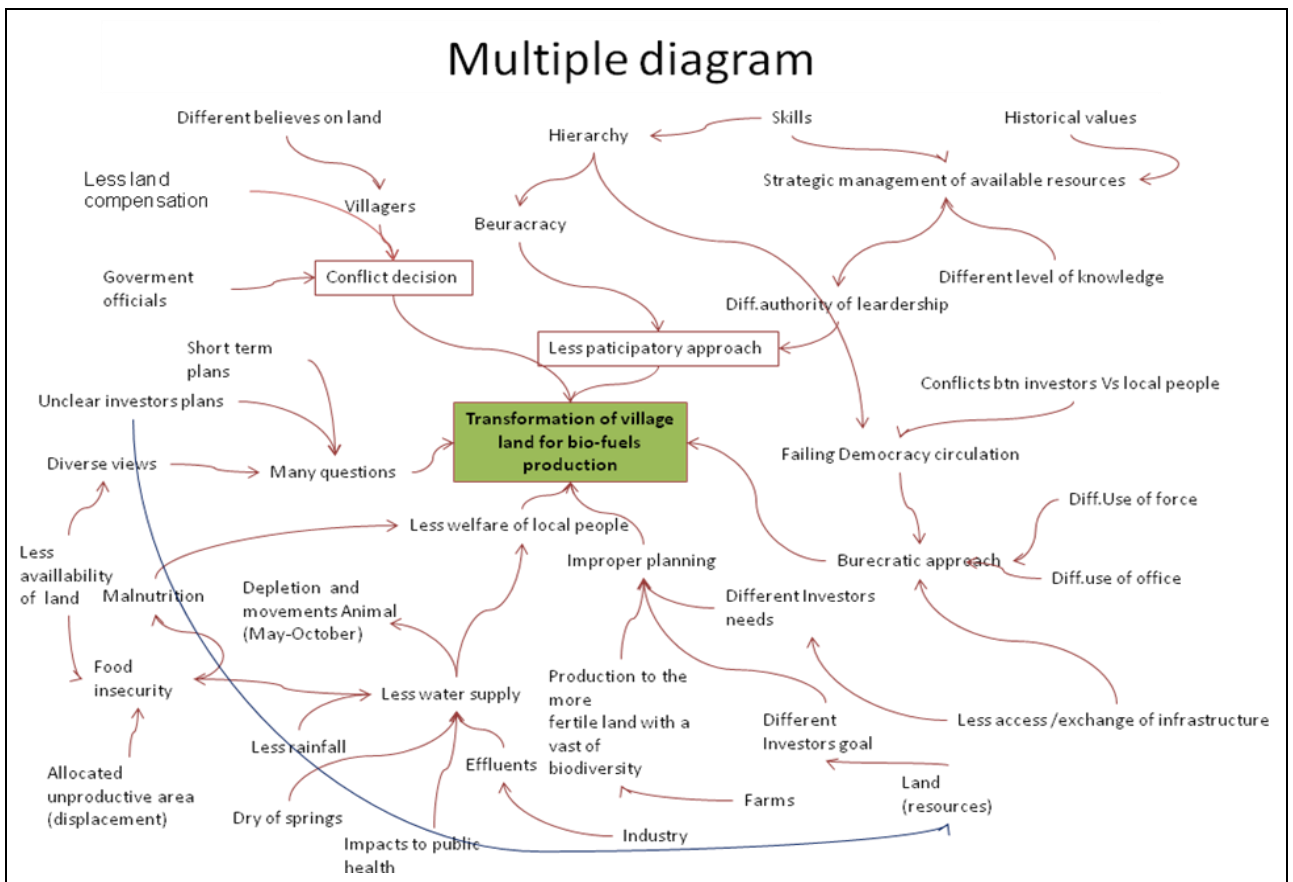 Multiple diagram
Different believes on land
Skills
Historical values
Hierarchy
Less land
compensation
Strategic management of available resources
Villagers
Beuracracy
Goverment
officials
Conflict decision
Different level of knowledge
Diff.authority of leardership
Short term
plans
Less paticipatory approach
Conflicts btn investors Vs local people
Unclear investors plans
Transformation of village
land for bio-fuels
production
Failing Democracy circulation
Diverse views
Many questions
Diff.Use of force
Less welfare of local people
Less
availlability
of land
Malnutrition
Improper planning
Burecratic approach
Diff.use of office
Depletion and
movements Animal
(May-October)
Different Investors
needs
Food
insecurity
Less water supply
Production to the
more
fertile land with a
vast of
biodiversity
Different
Investors goal
Less access /exchange of infrastructure
Less rainfall
Effluents
Allocated
unproductive area
(displacement)
Land
(resources)
Farms
Dry of springs
Industry
Impacts to public
health